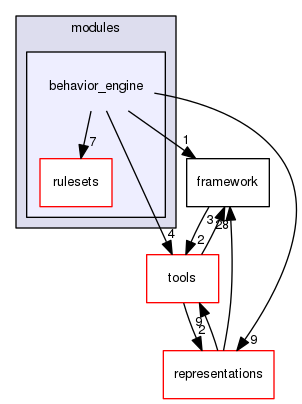 modules
behavior_engine
1
7
rulesets
framework
3
28
4
2
tools
9
2
9
representations